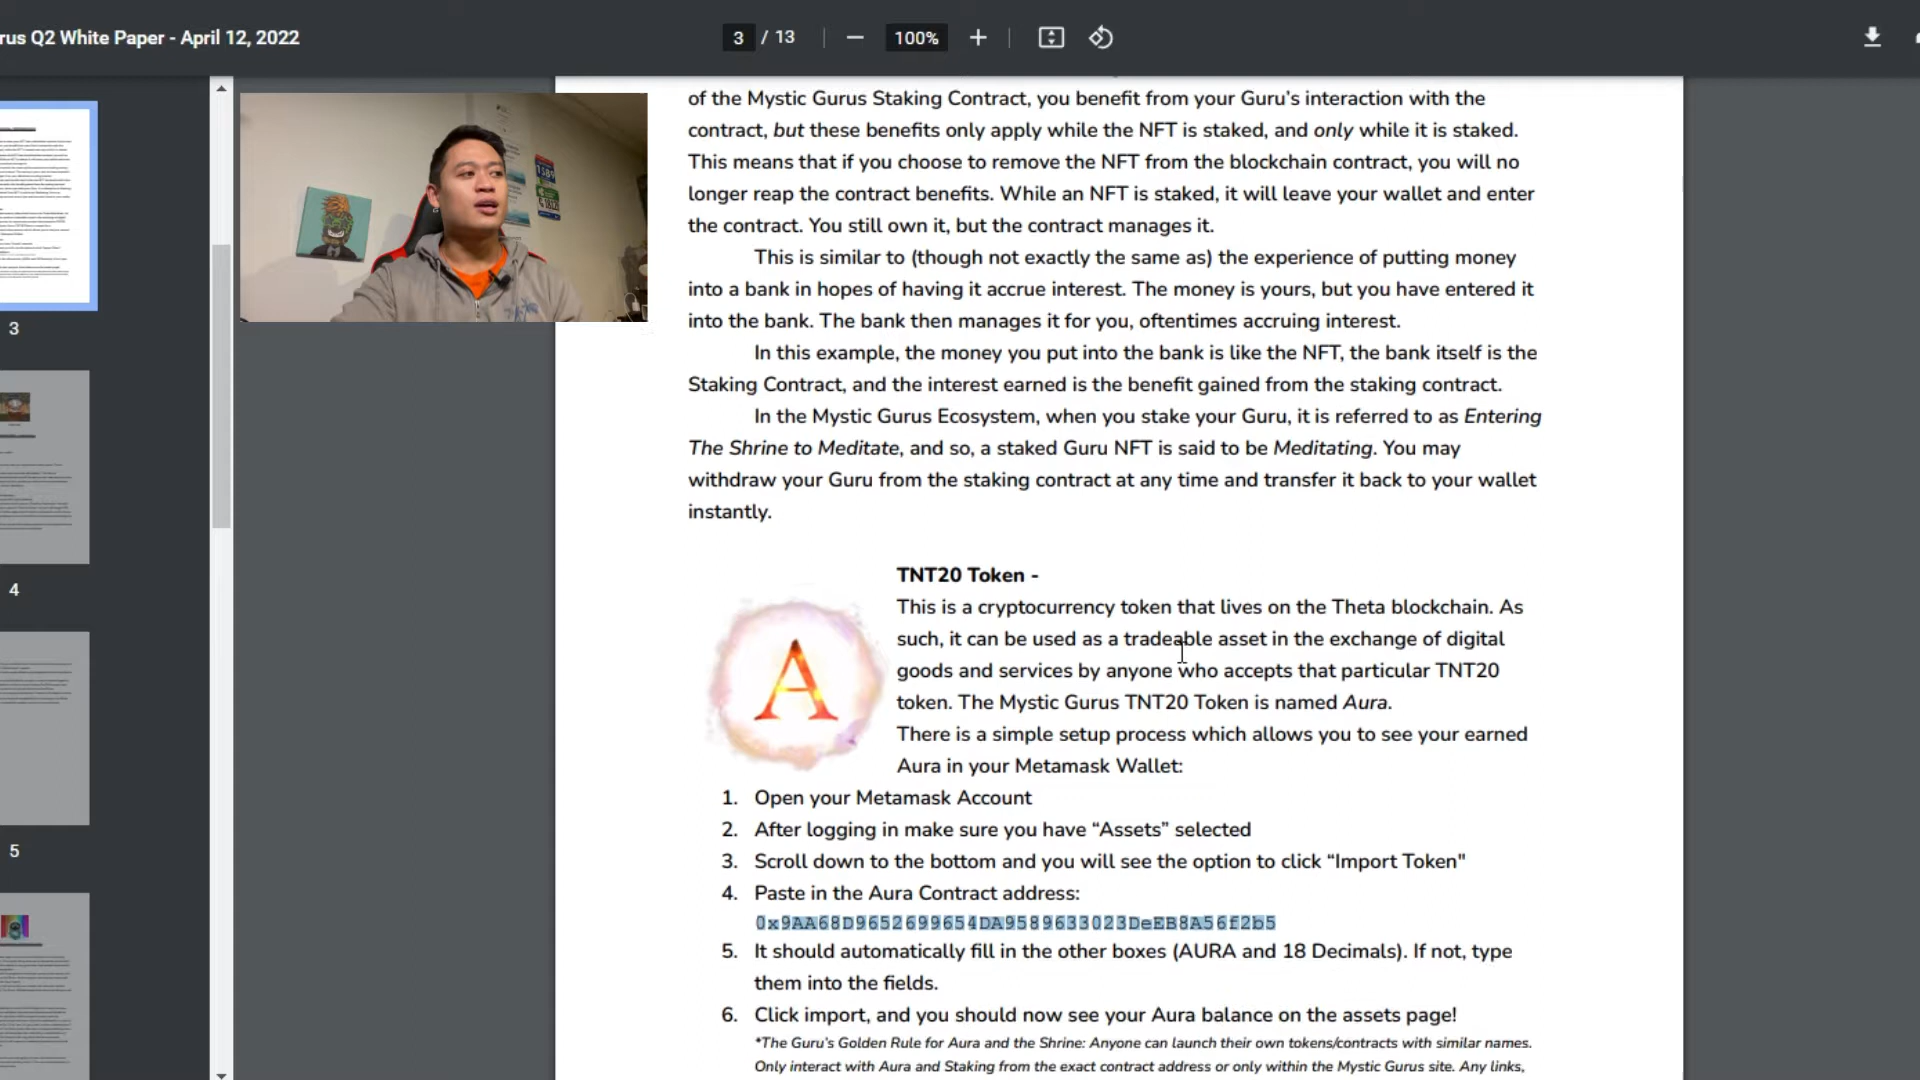 rus Q2 White Paper - April 12, 2022
3 / 13
100%
of the Mystic Gurus Staking Contract, you benefit from your Guru's interaction with the
contract, but these benefits only apply while the NFT is staked, and only while it is staked.
This means that if you choose to remove the NFT from the blockchain contract, you will no
longer reap the contract benefits. While an NFT is staked, it will leave your wallet and enter
the contract. You still own it, but the contract manages it.
This is similar to (though not exactly the same as) the experience of putting money
into a bank in hopes of having it accrue interest. The money is yours, but you have entered it
into the bank. The bank then manages it for you, oftentimes accruing interest.
In this example, the money you put into the bank is like the NFT, the bank itself is the
Staking Contract, and the interest earned is the benefit gained from the staking contract.
In the Mystic Gurus Ecosystem, when you stake your Guru, it is referred to as Entering
The Shrine to Meditate, and so, a staked Guru NFT is said to be Meditating. You may
withdraw your Guru from the staking contract at any time and transfer it back to your wallet
instantly.
TNT20 Token -
This is a cryptocurrency token that lives on the Theta blockchain. As
such, it can be used as a tradeable asset in the exchange of digital
goods and services by anyone who accepts that particular TNT20
token. The Mystic Gurus TNT20 Token is named Aura.
There is a simple setup process which allows you to see your earned
Aura in your Metamask Wallet:
A
1. Open your Metamask Account
2. After logging in make sure you have “Assets” selected
3. Scroll down to the bottom and you will see the option to click “Import Token"
4. Paste in the Aura Contract address:
0x9AA68D9652699654DA9589633023DeEB8A56f2b5
5. It should automatically fill in the other boxes (AURA and 18 Decimals). If not, type
them into the fields.
6. Click import, and you should now see your Aura balance on the assets page!
*The Guru's Golden Rule for Aura and the Shrine: Anyone can launch their own tokens/contracts with similar names.
Only interact with Aura and Staking from the exact contract address or only within the Mystic Gurus site. Any links,
3
4
5
1589